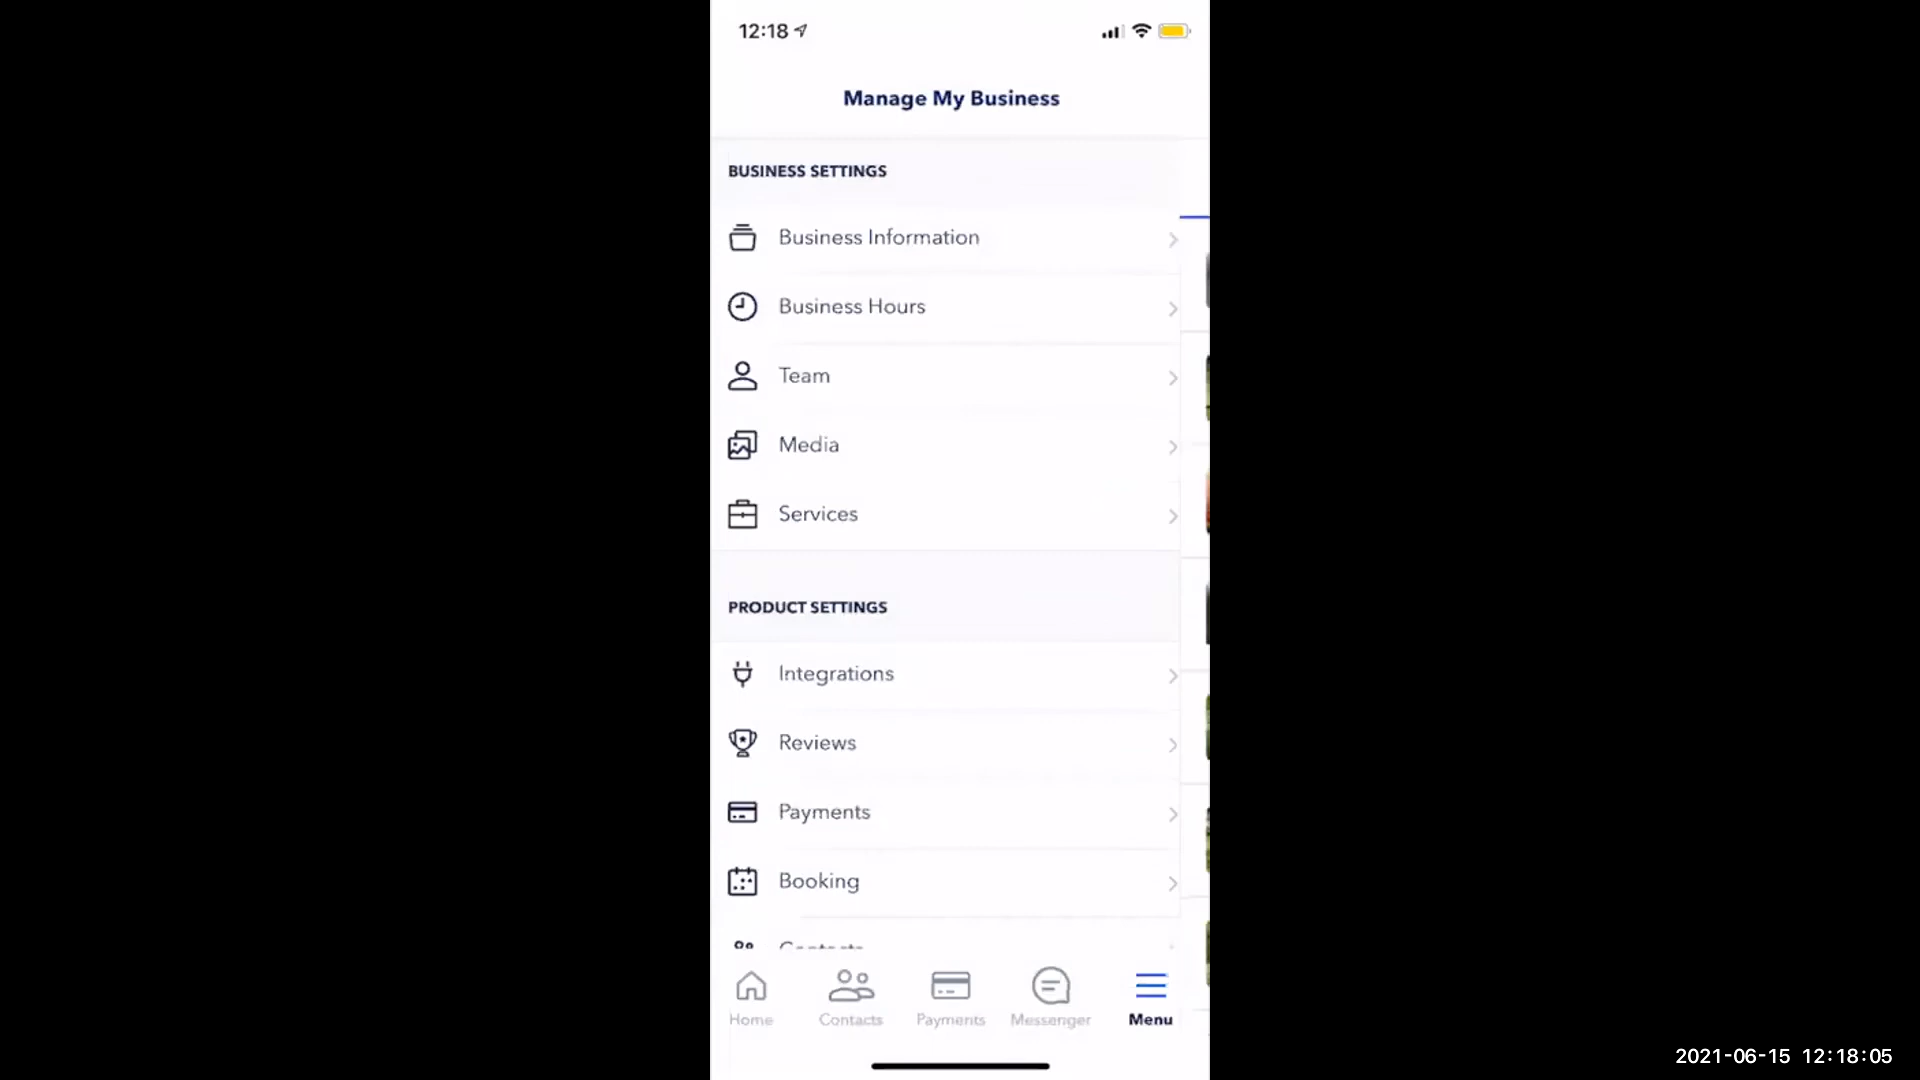 12:18
Manage My Business
BUSINESS SETTINGS
Business Information
Business Hours
Team
Media
Services
PRODUCT SETTINGS
Integrations
Reviews
Payments
Booking
Contacts
Home
Contacts
Payments
Messenger
Menu
2021-06-15 12:18:05